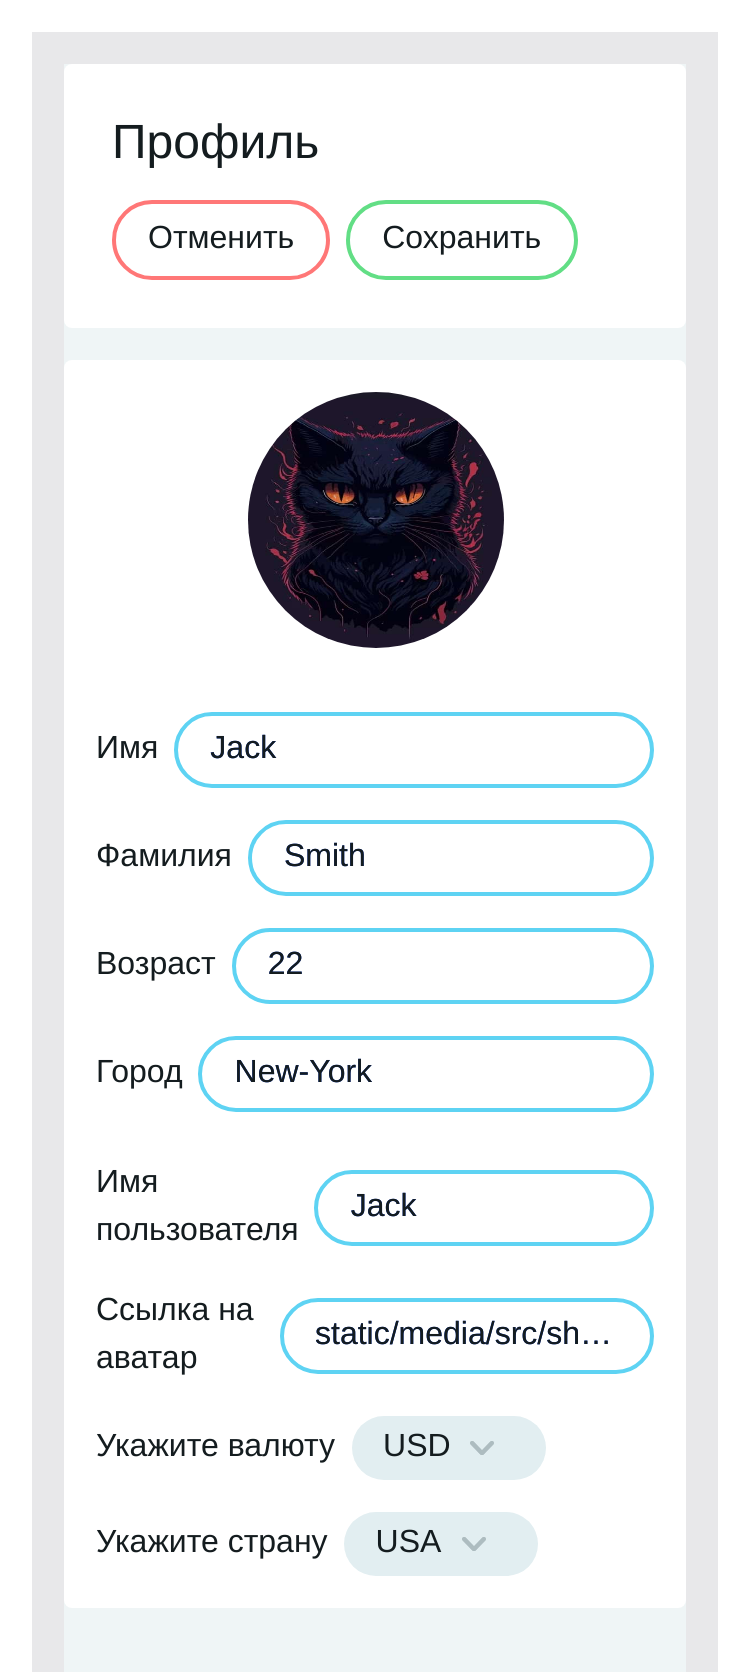 Профиль
Отменить Сохранить
Имя Jack
Фамилия Smith
Возраст 22
Город New-York
Имя
пользователя Jack
Ссылка на
аватар static/media/src/sh…
Укажите валюту USD
Укажите страну USA